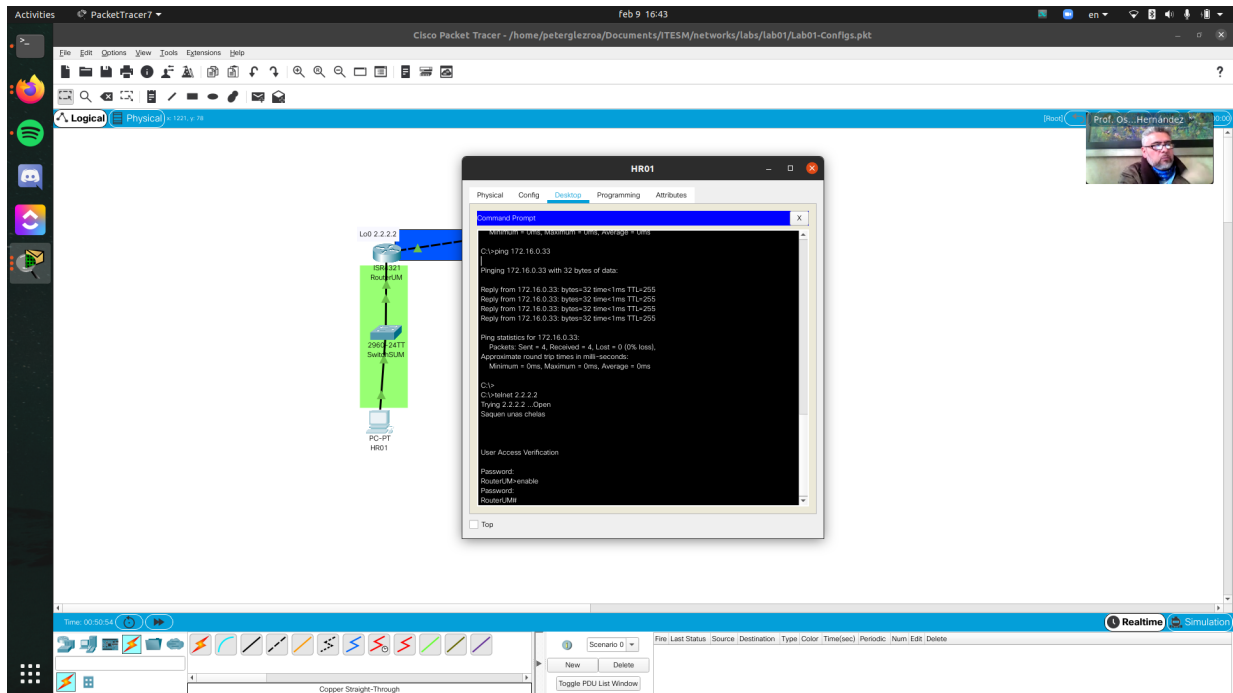 Activities
PacketTracer7
feb 9 16:43
en
Cisco Packet Tracer - /home/peterglezroa/Documents/ITESM/networks/labs/lab01/Lab01-Configs.pkt
File Edit Options View Tools Extensions Help
?
Logical
Physical
x: 1221, y: 78
[Root]
Prof. Os...Hernández
HR01
Physical Config Desktop Programming Attributes
Command Prompt
X
Minimum = 0ms, Maximum = 0ms, Average = 0ms
C:\>ping 172.16.0.33
Pinging 172.16.0.33 with 32 bytes of data:
Reply from 172.16.0.33: bytes=32 time<1ms TTL=255
Reply from 172.16.0.33: bytes=32 time<1ms TTL=255
Reply from 172.16.0.33: bytes=32 time<1ms TTL=255
Reply from 172.16.0.33: bytes=32 time<1ms TTL=255
Ping statistics for 172.16.0.33:
Packets: Sent = 4, Received = 4, Lost = 0 (0% loss),
Approximate round trip times in milli-seconds:
Minimum = 0ms, Maximum = 0ms, Average = 0ms
C:\>
C:\>telnet 2.2.2.2
Trying 2.2.2.2 ...Open
Saquen unas chelas
User Access Verification
Password:
RouterUM>enable
Password:
RouterUM#
Top
Lo0 2.2.2.2
ISR4321
RouterUM
2960-24TT
SwitchSUM
PC-PT
HR01
Time: 00:50:54
Realtime
Simulation
Scenario 0
New
Delete
Toggle PDU List Window
Fire Last Status Source Destination Type Color Time(sec) Periodic Num Edit Delete
Copper Straight-Through